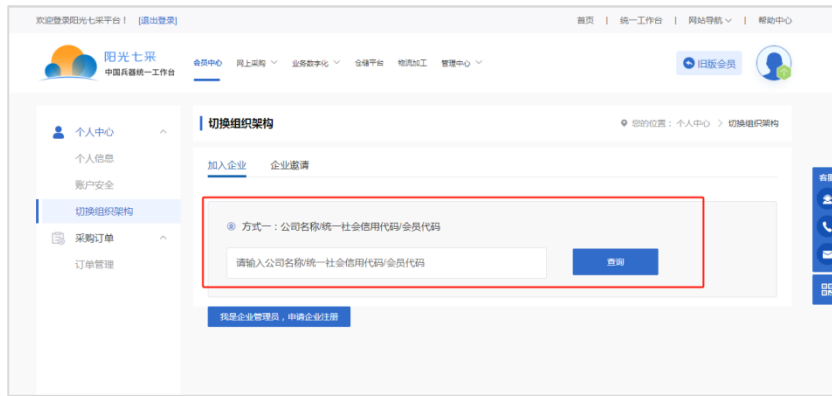 欢迎登录阳光七采平台! [退出登录] 首页 | 统一工作台 | 网站导航 | 帮助中心
阳光七采
中国兵器统一工作台
会员中心 网上采购 业务数字化 仓储平台 物流加工 管理中心
旧版会员
切换组织架构
您的位置：个人中心 > 切换组织架构
个人中心
个人信息
账户安全
切换组织架构
采购订单
订单管理
加入企业 企业邀请
方式一：公司名称/统一社会信用代码/会员代码
请输入公司名称/统一社会信用代码/会员代码
查询
我是企业管理员，申请企业注册
客服